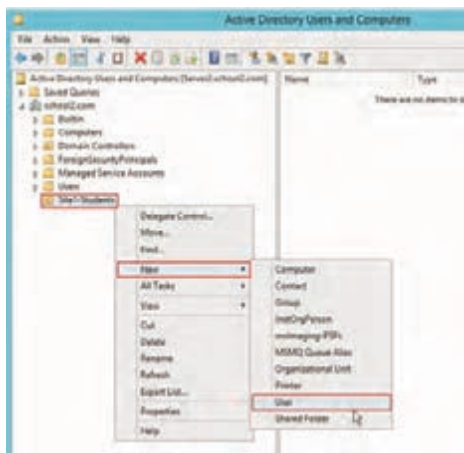 Active Directory Users and Computers
File Action View Help
Active Directory Users and Computers [Server2.school2.com]
Name Type
Saved Queries
There are no items to
school2.com
Builtin
Computers
Domain Controllers
ForeignSecurityPrincipals
Managed Service Accounts
Users
Site1-Students
Delegate Control...
Move...
Find...
New
All Tasks
View
Cut
Delete
Rename
Refresh
Export List...
Properties
Help
Computer
Contact
Group
InetOrgPerson
msImaging-PSPs
MSMQ Queue Alias
Organizational Unit
Printer
User
Shared Folder